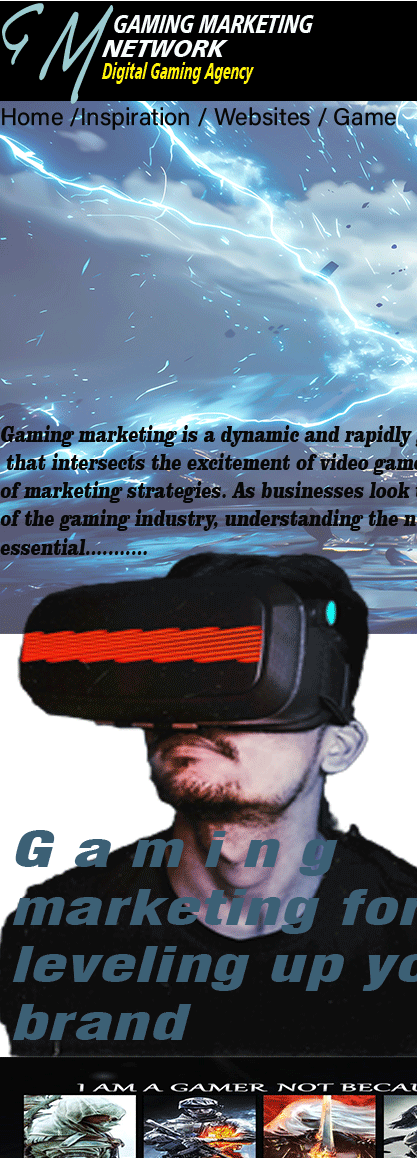 GM GAMING MARKETING
NETWORK
Digital Gaming Agency
Home /Inspiration / Websites / Game
Gaming marketing is a dynamic and rapidly
that intersects the excitement of video game
of marketing strategies. As businesses look
of the gaming industry, understanding the
essential...........
Gaming
marketing for
leveling up yo
brand
I AM A GAMER NOT BECAU